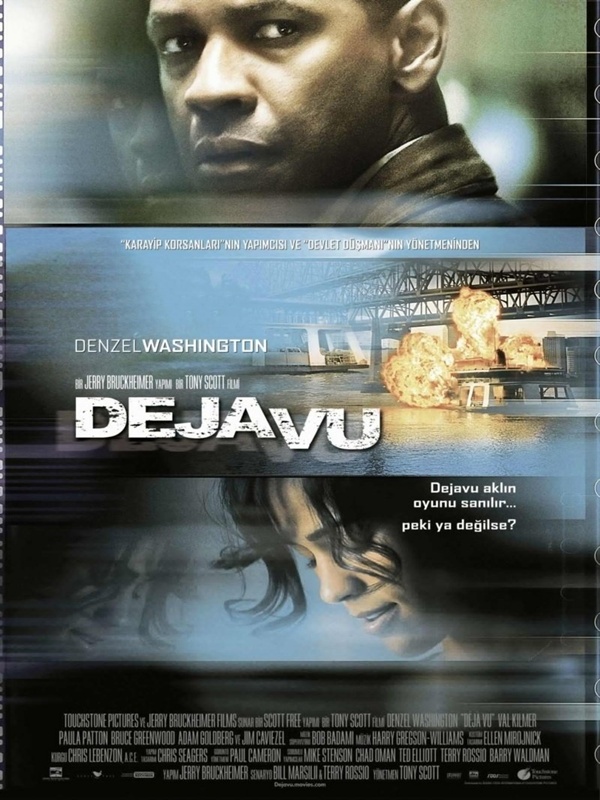 "KARAYİP KORSANLARI"NIN YAPIMCISI VE "DEVLET DÜŞMANI"NIN YÖNETMENİNDEN
DENZEL WASHINGTON
BİR JERRY BRUCKHEIMER YAPIMI BİR TONY SCOTT FİLMİ
DEJAVU
Dejavu aklın
oyunu sanılır...
peki ya değilse?
TOUCHSTONE PICTURES VE JERRY BRUCKHEIMER FILMS SUNAR BİR SCOTT FREE YAPIMI BİR TONY SCOTT FİLMİ DENZEL WASHINGTON "DEJA VU" VAL KILMER
PAULA PATTON BRUCE GREENWOOD ADAM GOLDBERG VE JIM CAVIEZEL BOB BADAMI MÜZİK HARRY GREGSON-WILLIAMS ELLEN MIROJNICK
KURGU CHRIS LEBENZON, A.C.E. CHRIS SEAGERS PAUL CAMERON MIKE STENSON CHAD OMAN TED ELLIOTT TERRY ROSSIO BARRY WALDMAN
YAPIM JERRY BRUCKHEIMER SENARYO BILL MARSILII & TERRY ROSSIO YÖNETMEN TONY SCOTT
Dejavu.movies.com
Touchstone Pictures